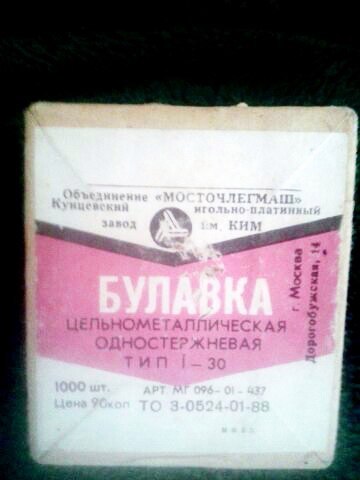 Объединение «МОСТОЧЛЕГМАШ»
Кунцевский игольно-платинный
завод им. КИМ
БУЛАВКА
ЦЕЛЬНОМЕТАЛЛИЧЕСКАЯ
ОДНОСТЕРЖНЕВАЯ
ТИП I-30
г. Москва
Дорогобужская, 14
1000 шт. АРТ МГ 096-01-437
Цена 90коп ТО 3-0524-01-88